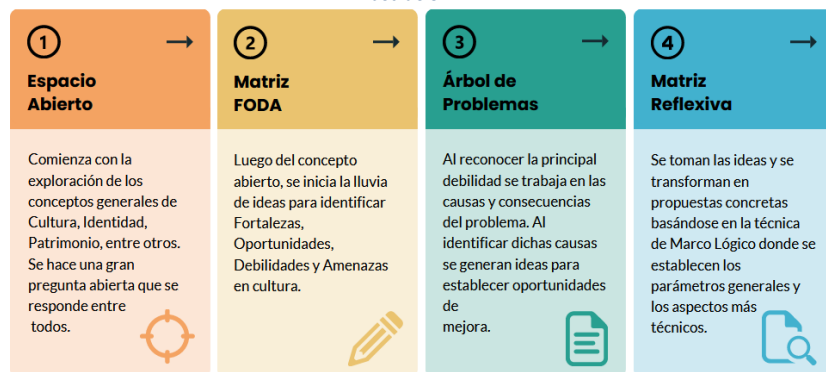 1
Espacio
Abierto
Comienza con la
exploración de los
conceptos generales de
Cultura, Identidad,
Patrimonio, entre otros.
Se hace una gran
pregunta abierta que se
responde entre
todos.
2
Matriz
FODA
Luego del concepto
abierto, se inicia la lluvia
de ideas para identificar
Fortalezas,
Oportunidades,
Debilidades y Amenazas
en cultura.
3
Árbol de
Problemas
Al reconocer la principal
debilidad se trabaja en las
causas y consecuencias
del problema. Al
identificar dichas causas
se generan ideas para
establecer oportunidades
de
mejora.
4
Matriz
Reflexiva
Se toman las ideas y se
transforman en
propuestas concretas
basándose en la técnica
de Marco Lógico donde se
establecen los
parámetros generales y
los aspectos más
técnicos.